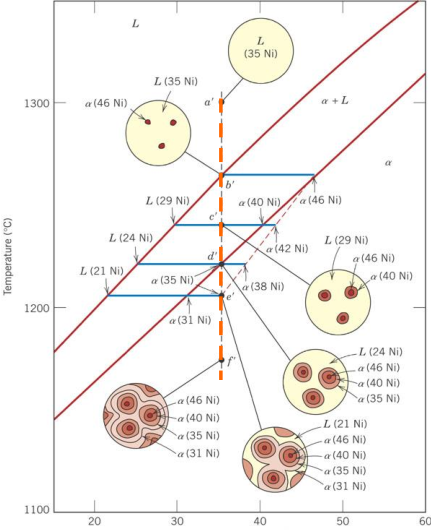 L
L
(35 Ni)
L (35 Ni)
α (46 Ni)
1300
a′
α + L
α
b′
α (46 Ni)
L (29 Ni)
α (40 Ni)
c′
L (24 Ni)
α (42 Ni)
L (29 Ni)
α (46 Ni)
α (40 Ni)
d′
L (21 Ni)
α (35 Ni)
α (38 Ni)
e′
Temperature (°C)
1200
α (31 Ni)
L (24 Ni)
α (46 Ni)
α (40 Ni)
α (35 Ni)
f′
α (46 Ni)
α (40 Ni)
α (35 Ni)
α (31 Ni)
L (21 Ni)
α (46 Ni)
α (40 Ni)
α (35 Ni)
α (31 Ni)
1100
20 30 40 50 60